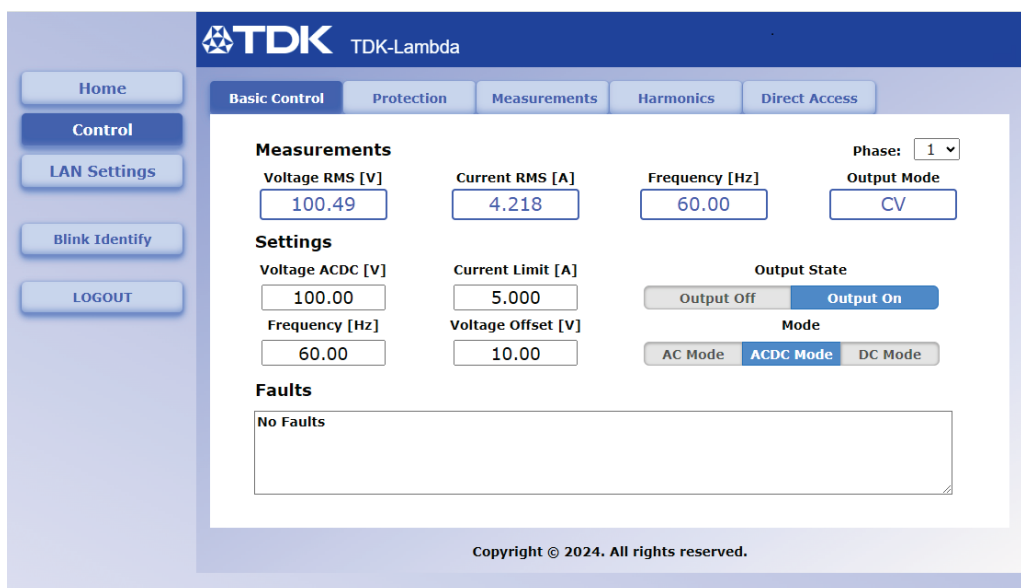 TDK TDK-Lambda
Home
Control
LAN Settings
Blink Identify
LOGOUT
Basic Control Protection Measurements Harmonics Direct Access
Measurements Phase: 1
Voltage RMS [V] Current RMS [A] Frequency [Hz] Output Mode
100.49 4.218 60.00 CV
Settings
Voltage ACDC [V] Current Limit [A] Output State
100.00 5.000 Output Off Output On
Frequency [Hz] Voltage Offset [V] Mode
60.00 10.00 AC Mode ACDC Mode DC Mode
Faults
No Faults
Copyright © 2024. All rights reserved.